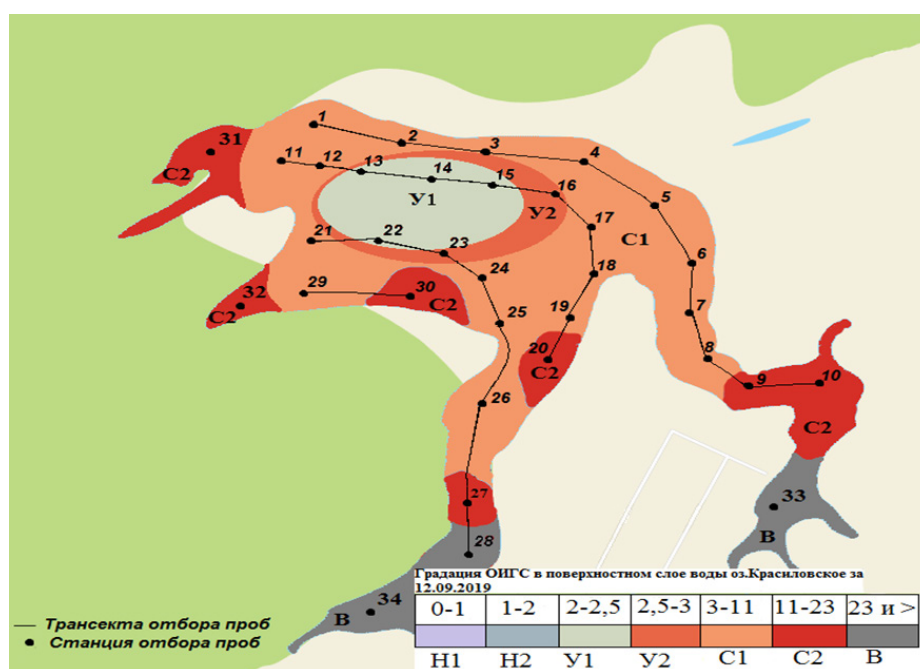 1
2
3
31
4
11
12
13
14
15
16
С2
У1
У2
5
17
С1
21
22
23
6
24
18
29
30
32
С2
С2
25
19
7
20
8
С2
9
10
26
С2
27
33
28
В
34
В
Градация ОИГС в поверхностном слое воды оз.Красиловское за
12.09.2019
0-1 1-2 2-2,5 2,5-3 3-11 11-23 23 и >
Н1 Н2 У1 У2 С1 С2 В
Трансекта отбора проб
Станция отбора проб